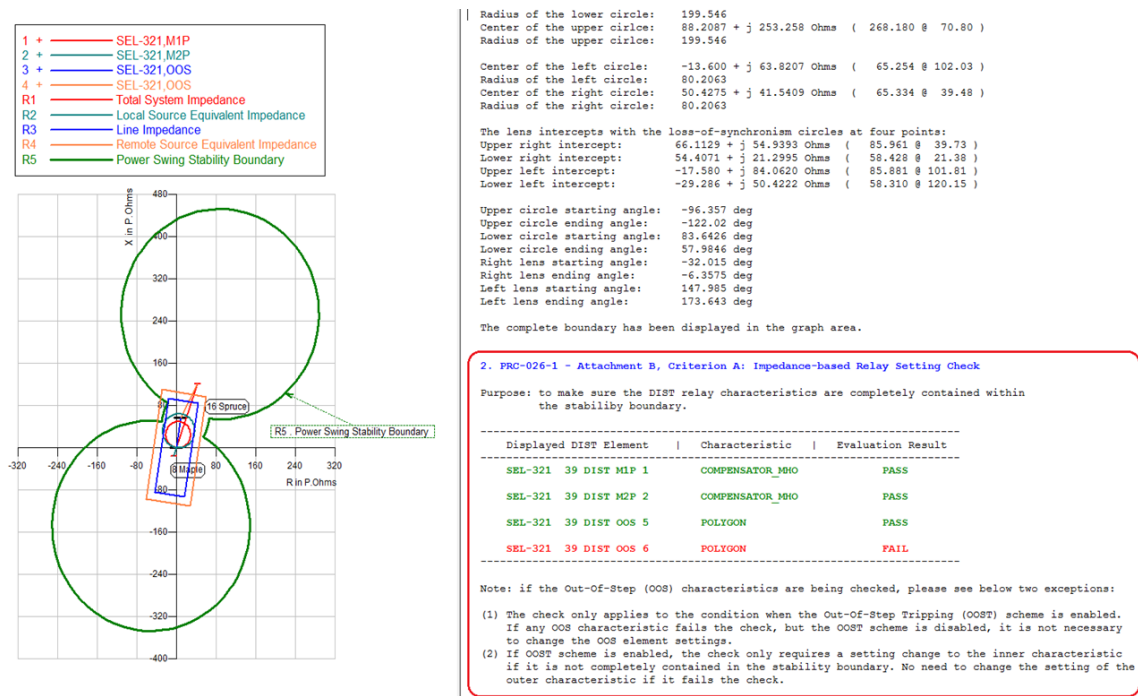 1 + SEL-321,M1P
2 + SEL-321,M2P
3 + SEL-321,OOS
4 + SEL-321,OOS
R1 Total System Impedance
R2 Local Source Equivalent Impedance
R3 Line Impedance
R4 Remote Source Equivalent Impedance
R5 Power Swing Stability Boundary
480
X in P.Ohms
400
320
240
160
80
16 Spruce
R5 . Power Swing Stability Boundary
-320 -240 -160 -80 80 160 240 320
8 Maple
R in P.Ohms
-80
-160
-240
-320
-400
Radius of the lower circle: 199.546
Center of the upper cirlce: 88.2087 + j 253.258 Ohms ( 268.180 @ 70.80 )
Radius of the upper cirlce: 199.546
Center of the left circle: -13.600 + j 63.8207 Ohms ( 65.254 @ 102.03 )
Radius of the left circle: 80.2063
Center of the right circle: 50.4275 + j 41.5409 Ohms ( 65.334 @ 39.48 )
Radius of the right circle: 80.2063
The lens intercepts with the loss-of-synchronism circles at four points:
Upper right intercept: 66.1129 + j 54.9393 Ohms ( 85.961 @ 39.73 )
Lower right intercept: 54.4071 + j 21.2995 Ohms ( 58.428 @ 21.38 )
Upper left intercept: -17.580 + j 84.0620 Ohms ( 85.881 @ 101.81 )
Lower left intercept: -29.286 + j 50.4222 Ohms ( 58.310 @ 120.15 )
Upper circle starting angle: -96.357 deg
Upper circle ending angle: -122.02 deg
Lower circle starting angle: 83.6426 deg
Lower circle ending angle: 57.9846 deg
Right lens starting angle: -32.015 deg
Right lens ending angle: -6.3575 deg
Left lens starting angle: 147.985 deg
Left lens ending angle: 173.643 deg
The complete boundary has been displayed in the graph area.
2. PRC-026-1 - Attachment B, Criterion A: Impedance-based Relay Setting Check
Purpose: to make sure the DIST relay characteristics are completely contained within
the stabiliby boundary.
Displayed DIST Element | Characteristic | Evaluation Result
SEL-321 39 DIST M1P 1 COMPENSATOR_MHO PASS
SEL-321 39 DIST M2P 2 COMPENSATOR_MHO PASS
SEL-321 39 DIST OOS 5 POLYGON PASS
SEL-321 39 DIST OOS 6 POLYGON FAIL
Note: if the Out-Of-Step (OOS) characteristics are being checked, please see below two exceptions:
(1) The check only applies to the condition when the Out-Of-Step Tripping (OOST) scheme is enabled.
If any OOS characteristic fails the check, but the OOST scheme is disabled, it is not necessary
to change the OOS element settings.
(2) If OOST scheme is enabled, the check only requires a setting change to the inner characteristic
if it is not completely contained in the stability boundary. No need to change the setting of the
outer characteristic if it fails the check.